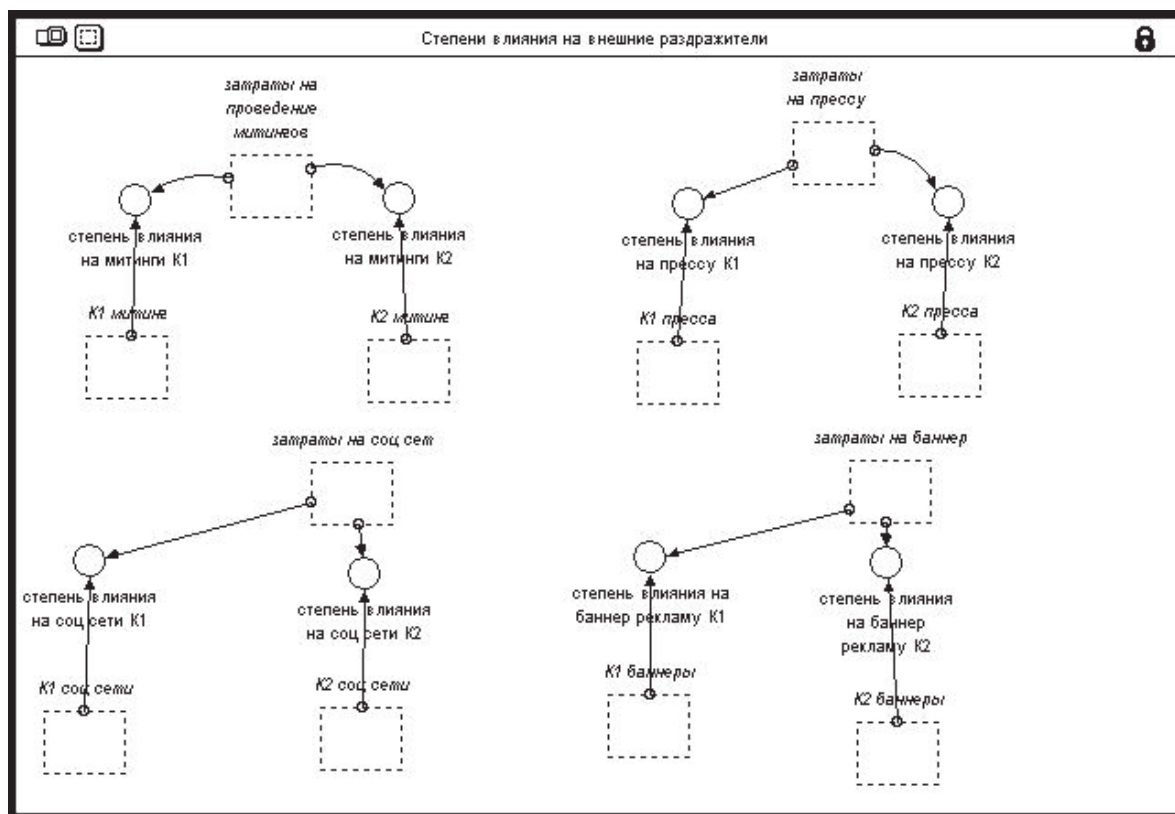 Степени влияния на внешние раздражители
затраты на
проведение
митингов
затраты
на прессу
степень влияния
на митинги К1
степень влияния
на митинги К2
степень влияния
на прессу К1
степень влияния
на прессу К2
К1 митинг
К2 митинг
К1 пресса
К2 пресса
затраты на соц сет
затраты на баннер
степень влияния
на соц сети К1
степень влияния
на соц сети К2
степень влияния на
баннер рекламу К1
степень влияния
на баннер
рекламу К2
К1 соц сети
К2 соц сети
К1 баннеры
К2 баннеры